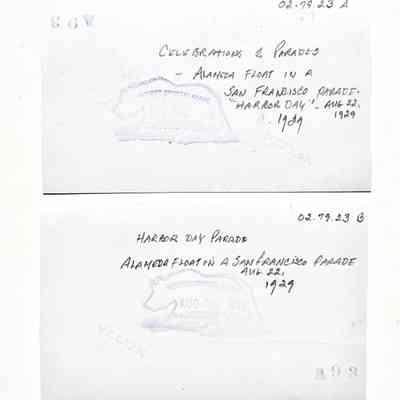 02.79.23 A
CELEBRATIONS & PARADES
- ALAMEDA FLOAT IN A
SAN FRANCISCO PARADE.
"HARBOR DAY" - AUG 22,
1929
1929
02.79.23 B
HARBOR DAY PARADE
ALAMEDA FLOAT IN A SAN FRANCISCO PARADE
AUG 22,
1929
AUG